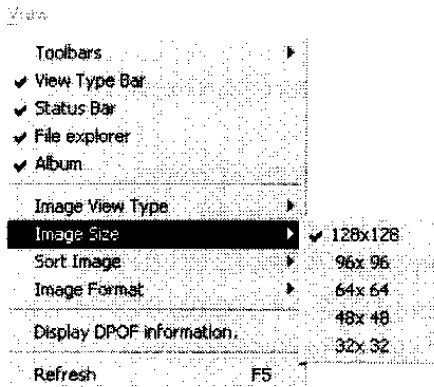 View
Toolbars
View Type Bar
Status Bar
File explorer
Album
Image View Type
Image Size
128x128
Sort Image
96x 96
Image Format
64x 64
48x 48
Display DPOF information.
32x 32
Refresh F5